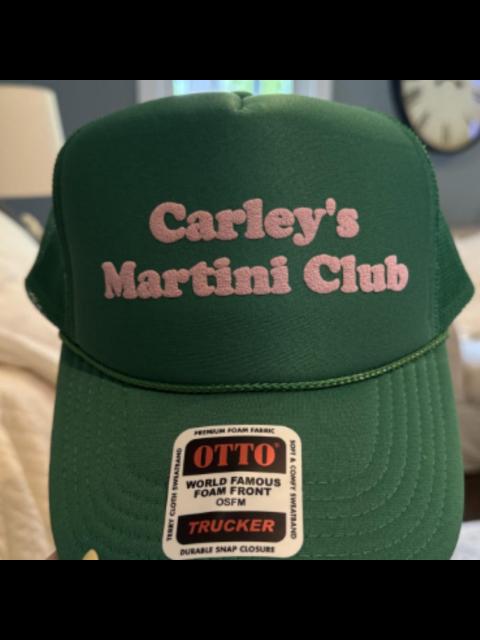 Carley's
Martini Club
PREMIUM FOAM FABRIC
TERRY CLOTH SWEATBAND
OTTO
WORLD FAMOUS
FOAM FRONT
OSFM
TRUCKER
SOFT & COMFY SWEATBAND
DURABLE SNAP CLOSURE